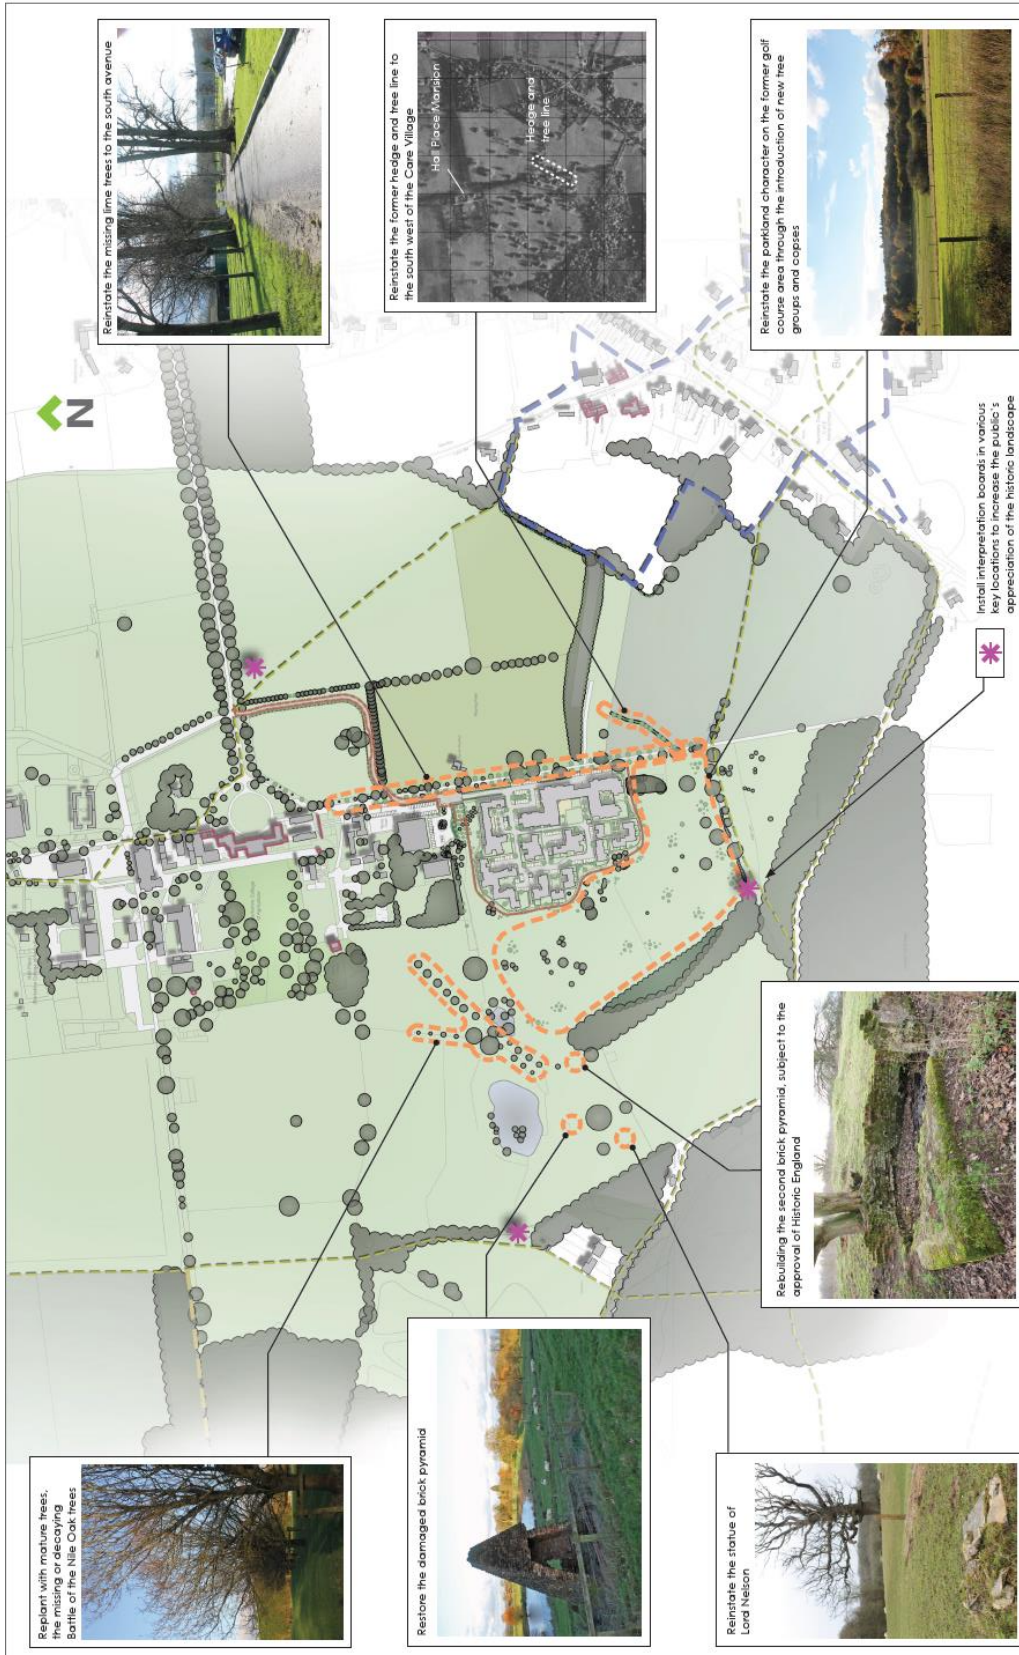 Replant with mature trees,
the missing or decaying
Battle of the Nile Oak trees
Restore the damaged brick pyramid
Reinstate the statue of
Lord Nelson
Rebuilding the second brick pyramid, subject to the
approval of Historic England
Install interpretation boards in various
key locations to increase the public's
appreciation of the historic landscape
Reinstate the missing lime trees to the south avenue
Reinstate the former hedge and tree line to
the south west of the Care Village
Hall Place Mansion
Hedge and
tree line
Reinstate the parkland character on the former golf
course area through the introduction of new tree
groups and copses
N